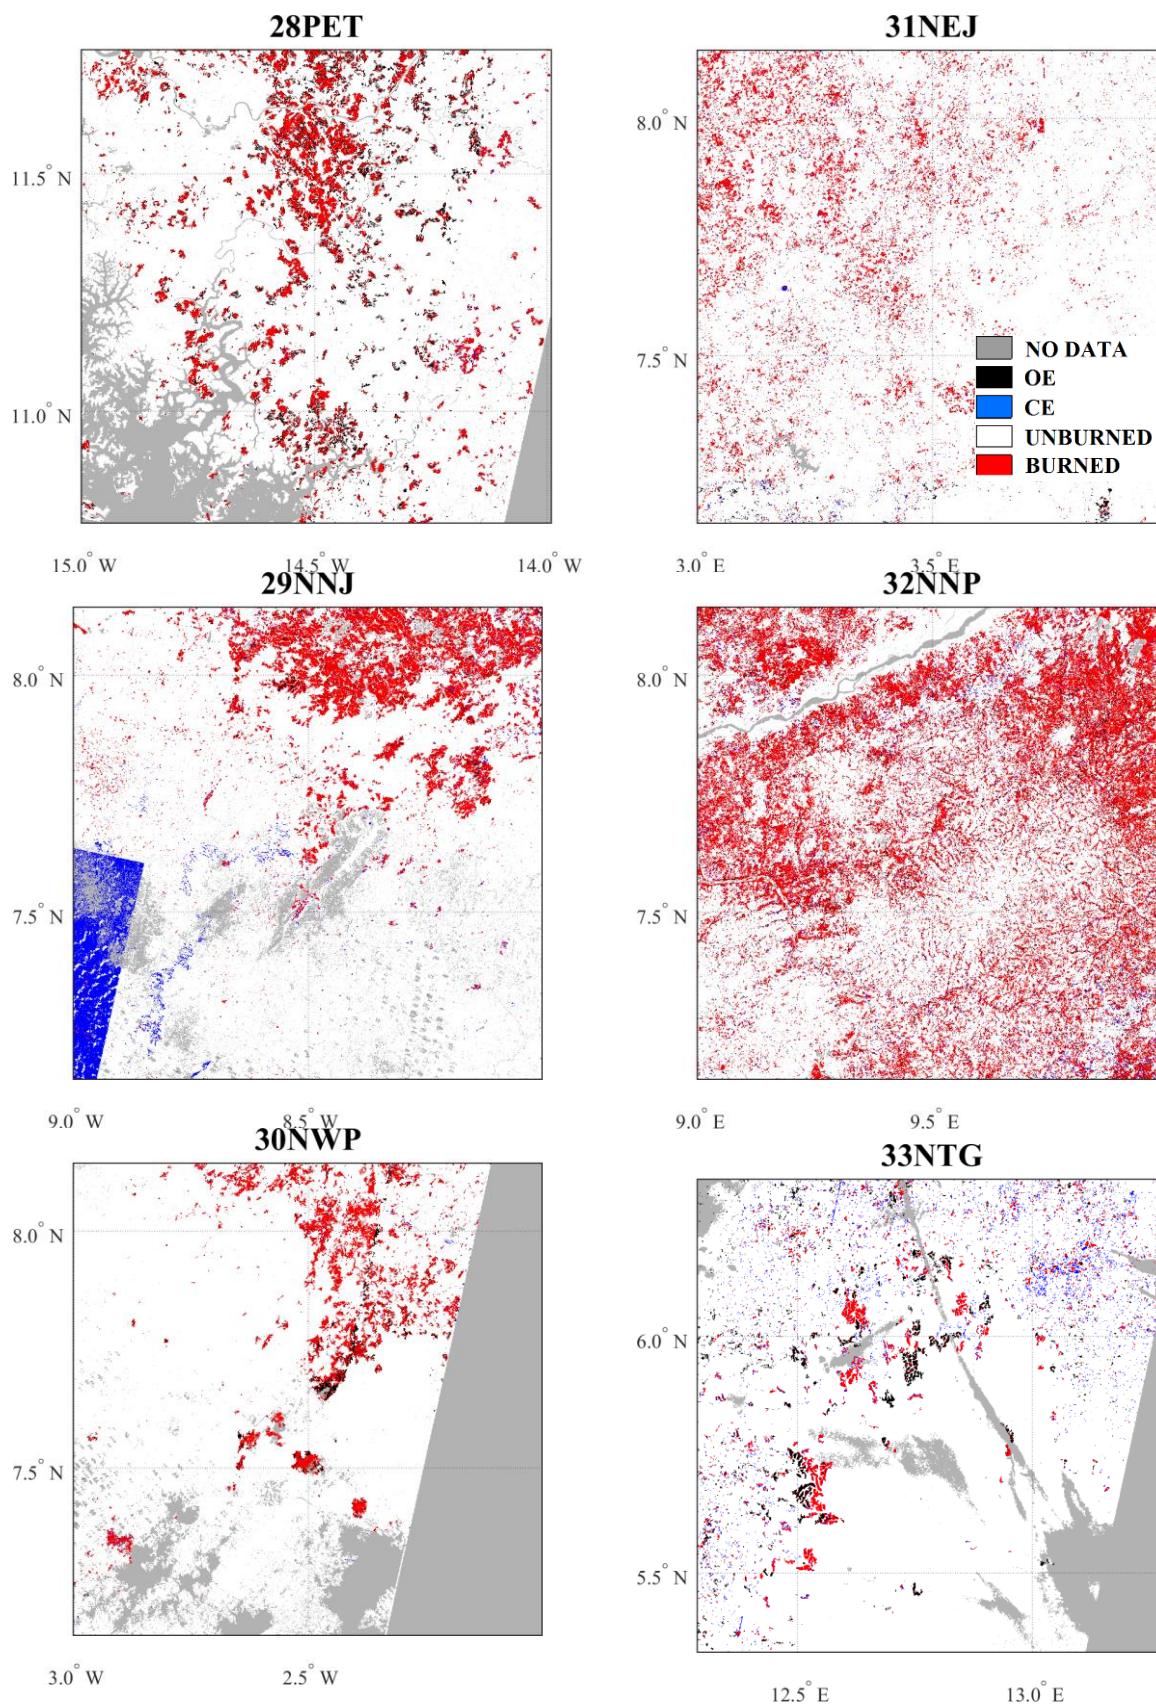 28PET
31NEJ
11.5° N
11.0° N
15.0° W
14.5° W
14.0° W
8.0° N
7.5° N
3.0° E
3.5° E
NO DATA
OE
CE
UNBURNED
BURNED
29NNJ
32NNP
8.0° N
7.5° N
9.0° W
8.5° W
8.0° N
7.5° N
9.0° E
9.5° E
30NWP
33NTG
8.0° N
7.5° N
3.0° W
2.5° W
6.0° N
5.5° N
12.5° E
13.0° E